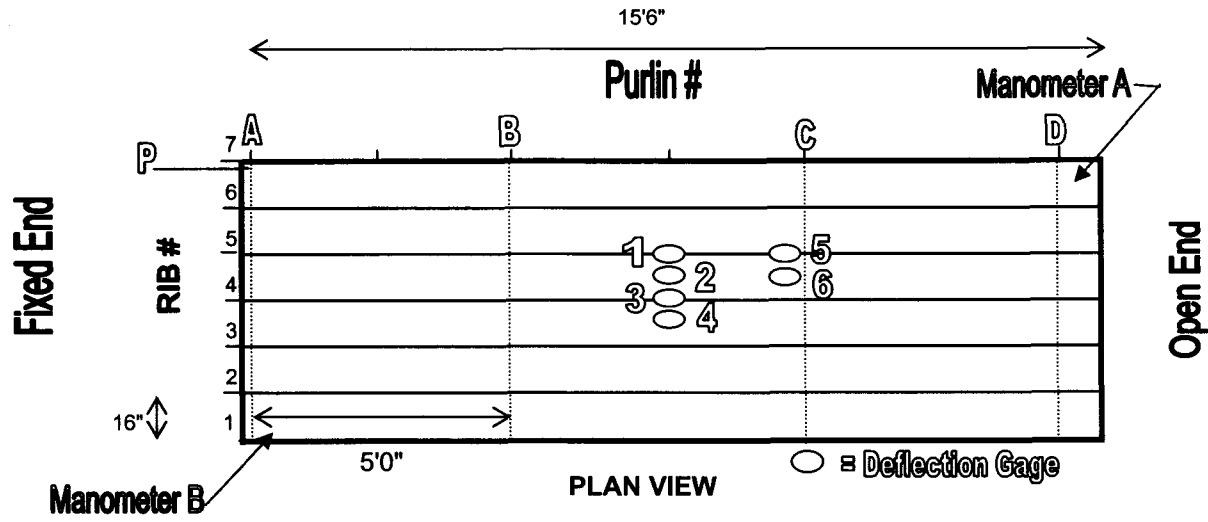 15'6"
Purlin #
Manometer A
A
B
C
D
P
7
6
5
4
3
2
1
RIB #
Fixed End
Open End
1
2
3
4
5
6
16"
5'0"
= Deflection Gage
PLAN VIEW
Manometer B